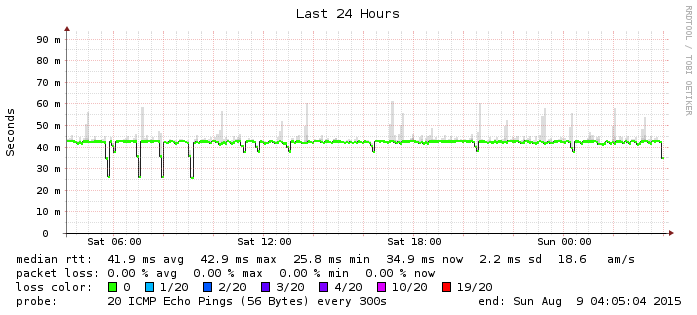 Last 24 Hours
RRDTOOL / TOBI OETIKER
Seconds
90 m
80 m
70 m
60 m
50 m
40 m
30 m
20 m
10 m
0
Sat 06:00 Sat 12:00 Sat 18:00 Sun 00:00
median rtt: 41.9 ms avg 42.9 ms max 25.8 ms min 34.9 ms now 2.2 ms sd 18.6 am/s
packet loss: 0.00 % avg 0.00 % max 0.00 % min 0.00 % now
loss color: 0 1/20 2/20 3/20 4/20 10/20 19/20
probe: 20 ICMP Echo Pings (56 Bytes) every 300s end: Sun Aug 9 04:05:04 2015